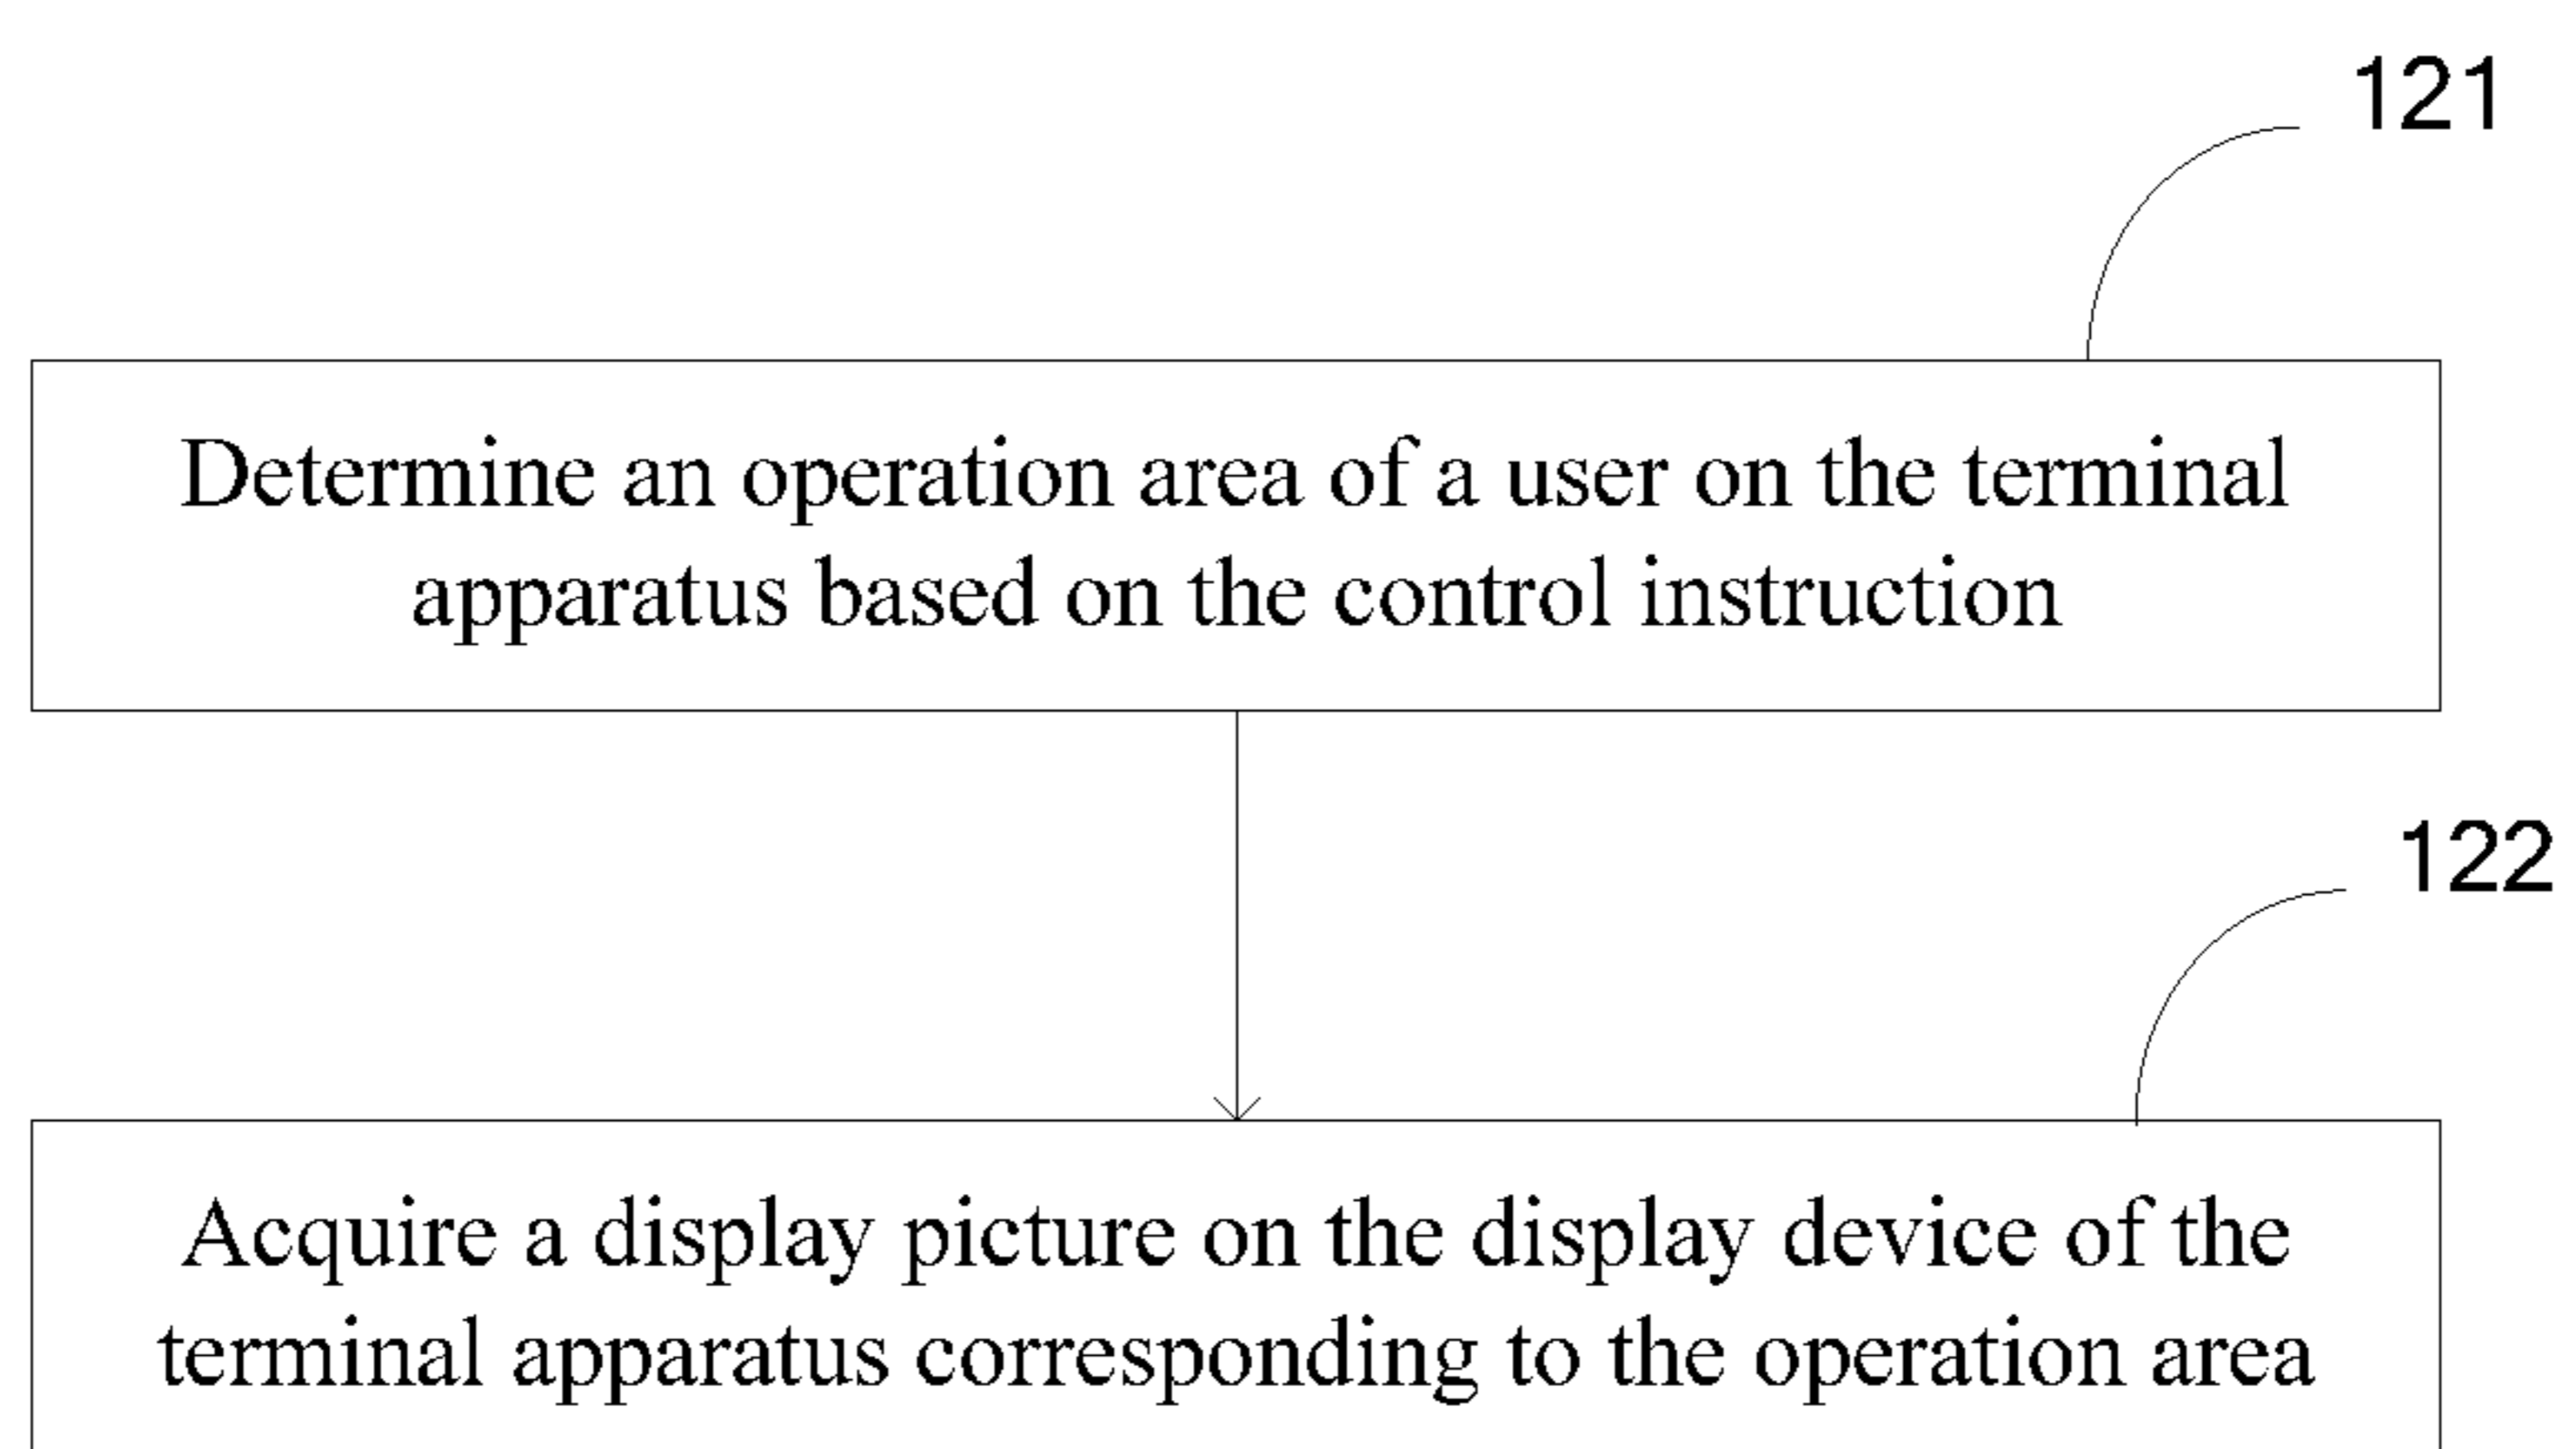 121
Determine an operation area of a user on the terminal
apparatus based on the control instruction
122
Acquire a display picture on the display device of the
terminal apparatus corresponding to the operation area